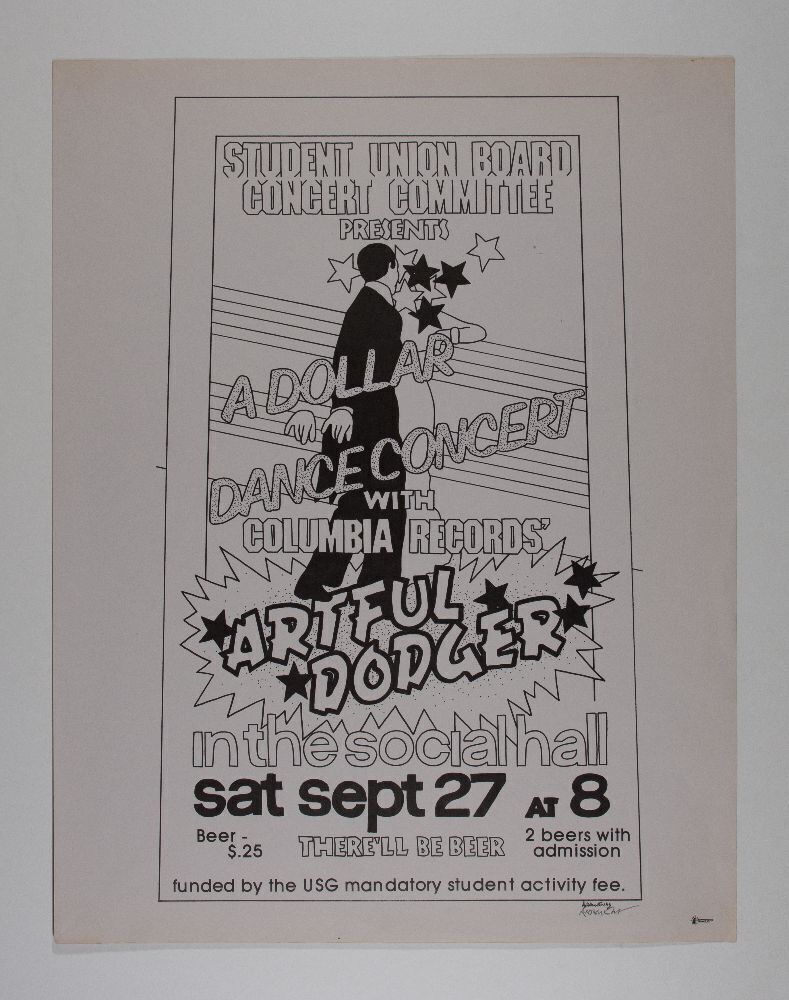 STUDENT UNION BOARD
CONCERT COMMITTEE
PRESENTS
A DOLLAR
DANCE CONCERT
WITH
COLUMBIA RECORDS'
ARTFUL
DODGER
in the social hall
sat sept 27 AT 8
Beer -
$.25
THERE'LL BE BEER
2 beers with
admission
funded by the USG mandatory student activity fee.